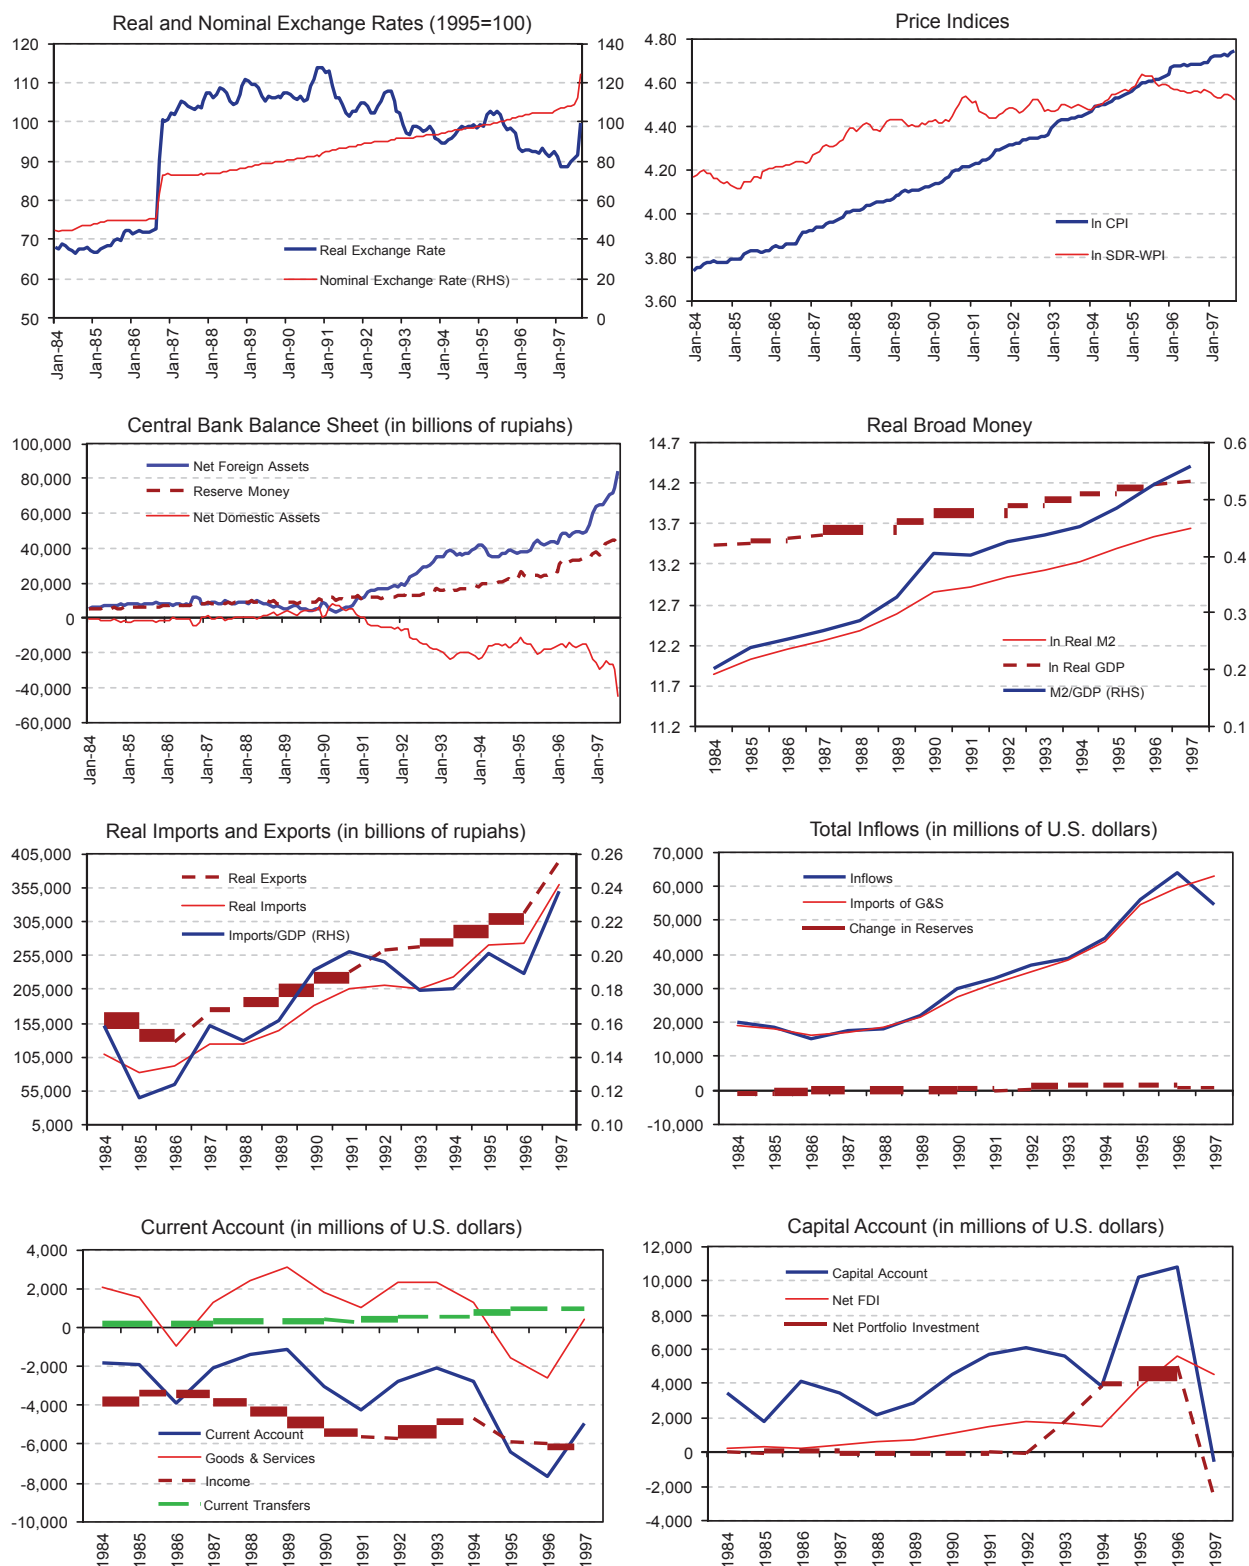 Real and Nominal Exchange Rates (1995=100)
120
110
100
90
80
70
60
50
140
120
100
80
60
40
20
0
Real Exchange Rate
Nominal Exchange Rate (RHS)
Jan-84
Jan-85
Jan-86
Jan-87
Jan-88
Jan-89
Jan-90
Jan-91
Jan-92
Jan-93
Jan-94
Jan-95
Jan-96
Jan-97
Price Indices
4.80
4.60
4.40
4.20
4.00
3.80
3.60
ln CPI
ln SDR-WPI
Jan-84
Jan-85
Jan-86
Jan-87
Jan-88
Jan-89
Jan-90
Jan-91
Jan-92
Jan-93
Jan-94
Jan-95
Jan-96
Jan-97
Central Bank Balance Sheet (in billions of rupiahs)
100,000
80,000
60,000
40,000
20,000
0
-20,000
-40,000
-60,000
Net Foreign Assets
Reserve Money
Net Domestic Assets
Jan-84
Jan-85
Jan-86
Jan-87
Jan-88
Jan-89
Jan-90
Jan-91
Jan-92
Jan-93
Jan-94
Jan-95
Jan-96
Jan-97
Real Broad Money
14.7
14.2
13.7
13.2
12.7
12.2
11.7
11.2
0.6
0.5
0.4
0.3
0.2
0.1
ln Real M2
ln Real GDP
M2/GDP (RHS)
1984
1985
1986
1987
1988
1989
1990
1991
1992
1993
1994
1995
1996
1997
Real Imports and Exports (in billions of rupiahs)
405,000
355,000
305,000
255,000
205,000
155,000
105,000
55,000
5,000
0.26
0.24
0.22
0.20
0.18
0.16
0.14
0.12
0.10
Real Exports
Real Imports
Imports/GDP (RHS)
1984
1985
1986
1987
1988
1989
1990
1991
1992
1993
1994
1995
1996
1997
Total Inflows (in millions of U.S. dollars)
70,000
60,000
50,000
40,000
30,000
20,000
10,000
0
-10,000
Inflows
Imports of G&S
Change in Reserves
1984
1985
1986
1987
1988
1989
1990
1991
1992
1993
1994
1995
1996
1997
Current Account (in millions of U.S. dollars)
4,000
2,000
0
-2,000
-4,000
-6,000
-8,000
-10,000
Current Account
Goods & Services
Income
Current Transfers
1984
1985
1986
1987
1988
1989
1990
1991
1992
1993
1994
1995
1996
1997
Capital Account (in millions of U.S. dollars)
12,000
10,000
8,000
6,000
4,000
2,000
0
-2,000
-4,000
Capital Account
Net FDI
Net Portfolio Investment
1984
1985
1986
1987
1988
1989
1990
1991
1992
1993
1994
1995
1996
1997